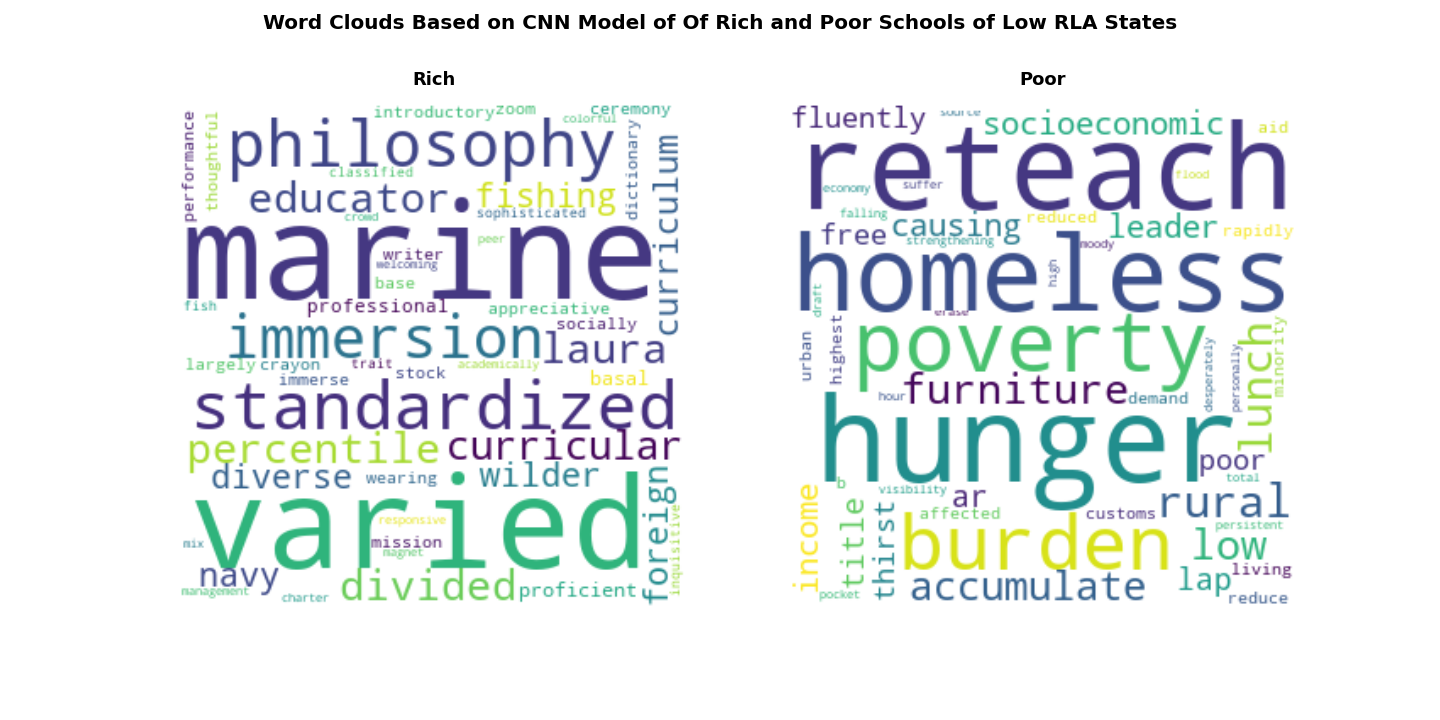 Word Clouds Based on CNN Model of Of Rich and Poor Schools of Low RLA States
Rich
introductory
zoom
ceremony
colorful
performance
thoughtful
philosophy
classified
dictionary
curriculum
educator
fishing
sophisticated
crowd
marine
peer
writer
welcoming
base
fish
professional
appreciative
immersion
socially
laura
largely
crayon
trait
academically
immerse
stock
basal
standardized
percentile
curricular
diverse
wearing
wilder
varied
foreign
inquisitive
responsive
mix
mission
magnet
navy
divided
proficient
management
charter
Poor
fluently
source
socioeconomic
aid
reteach
economy
suffer
flood
falling
causing
reduced
leader
rapidly
free
strengthening
moody
homeless
high
draft
erase
urban
highest
poverty
lunch
minority
desperately
personally
furniture
hour
demand
hunger
poor
total
b
visibility
ar
rural
income
title
thirst
affected
customs
persistent
burden
low
accumulate
lap
living
pocket
reduce